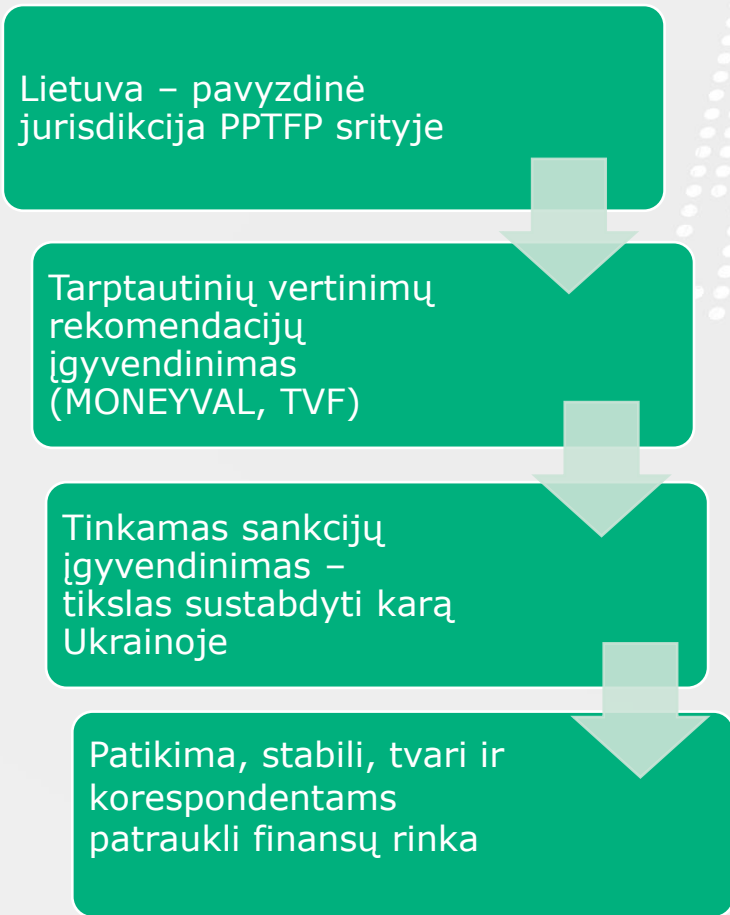 Lietuva – pavyzdinė
jurisdikcija PPTFP srityje
Tarptautinių vertinimų
rekomendacijų
įgyvendinimas
(MONEYVAL, TVF)
Tinkamas sankcijų
įgyvendinimas –
tikslas sustabdyti karą
Ukrainoje
Patikima, stabili, tvari ir
korespondentams
patraukli finansų rinka